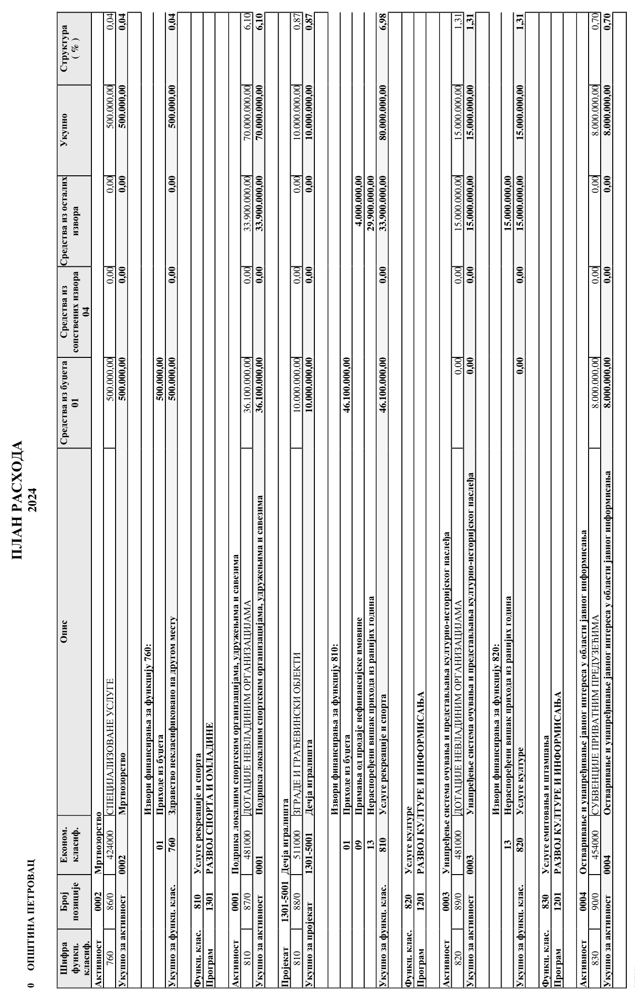 ПЛАН РАСХОДА
2024
0 ОПШТИНА ПЕТРОВАЦ
Шифра функц. класиф. Број позиције Економ. класиф. Опис Средства из буџета 01 Средства из сопствених извора 04 Средства из осталих извора Укупно Структура ( % )
Активност 0002 Мртвозорство
760 86/0 424000 СПЕЦИЈАЛИЗОВАНЕ УСЛУГЕ 500.000,00 0,00 0,00 500.000,00 0,04
Укупно за активност 0002 Мртвозорство 500.000,00 0,00 0,00 500.000,00 0,04
Извори финансирања за функцију 760:
01 Приходе из буџета 500.000,00
Укупно за функц. клас. 760 Здравство некласификовано на другом месту 500.000,00 0,00 0,00 500.000,00 0,04
Функц. клас. 810 Услуге рекреације и спорта
Програм 1301 РАЗВОЈ СПОРТА И ОМЛАДИНЕ
Активност 0001 Подршка локалним спортским организацијама, удружењима и савезима
810 87/0 481000 ДОТАЦИЈЕ НЕВЛАДИНИМ ОРГАНИЗАЦИЈАМА 36.100.000,00 0,00 33.900.000,00 70.000.000,00 6,10
Укупно за активност 0001 Подршка локалним спортским организацијама, удружењима и савезима 36.100.000,00 0,00 33.900.000,00 70.000.000,00 6,10
Пројекат 1301-5001 Дечја игралишта
810 88/0 511000 ЗГРАДЕ И ГРАЂЕВИНСКИ ОБЈЕКТИ 10.000.000,00 0,00 0,00 10.000.000,00 0,87
Укупно за пројекат 1301-5001 Дечја игралишта 10.000.000,00 0,00 0,00 10.000.000,00 0,87
Извори финансирања за функцију 810:
01 Приходе из буџета 46.100.000,00
09 Примања од продаје нефинансијске имовине 4.000.000,00
13 Нераспоређени вишак прихода из ранијих година 29.900.000,00
Укупно за функц. клас. 810 Услуге рекреације и спорта 46.100.000,00 0,00 33.900.000,00 80.000.000,00 6,98
Функц. клас. 820 Услуге културе
Програм 1201 РАЗВОЈ КУЛТУРЕ И ИНФОРМИСАЊА
Активност 0003 Унапређење система очувања и представљања културно-историјског наслеђа
820 89/0 481000 ДОТАЦИЈЕ НЕВЛАДИНИМ ОРГАНИЗАЦИЈАМА 0,00 0,00 15.000.000,00 15.000.000,00 1,31
Укупно за активност 0003 Унапређење система очувања и представљања културно-историјског наслеђа 0,00 0,00 15.000.000,00 15.000.000,00 1,31
Извори финансирања за функцију 820:
13 Нераспоређени вишак прихода из ранијих година 15.000.000,00
Укупно за функц. клас. 820 Услуге културе 0,00 0,00 15.000.000,00 15.000.000,00 1,31
Функц. клас. 830 Услуге емитовања и штампања
Програм 1201 РАЗВОЈ КУЛТУРЕ И ИНФОРМИСАЊА
Активност 0004 Остваривање и унапређивање јавног интереса у области јавног информисања
830 90/0 454000 СУБВЕНЦИЈЕ ПРИВАТНИМ ПРЕДУЗЕЋИМА 8.000.000,00 0,00 0,00 8.000.000,00 0,70
Укупно за активност 0004 Остваривање и унапређивање јавног интереса у области јавног информисања 8.000.000,00 0,00 0,00 8.000.000,00 0,70